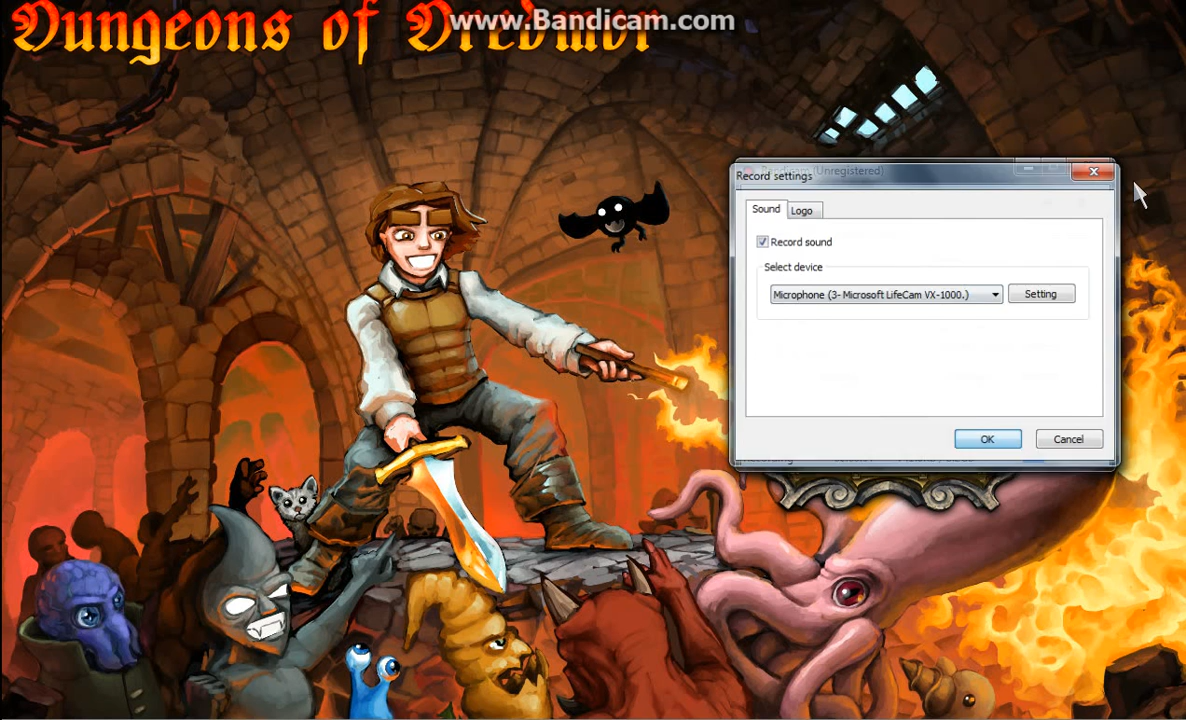 Dungeons of Dredmor
www.Bandicam.com
(Unregistered)
Record settings
Sound
Logo
Record sound
Select device
Microphone (3- Microsoft LifeCam VX-1000.)
Setting
OK
Cancel